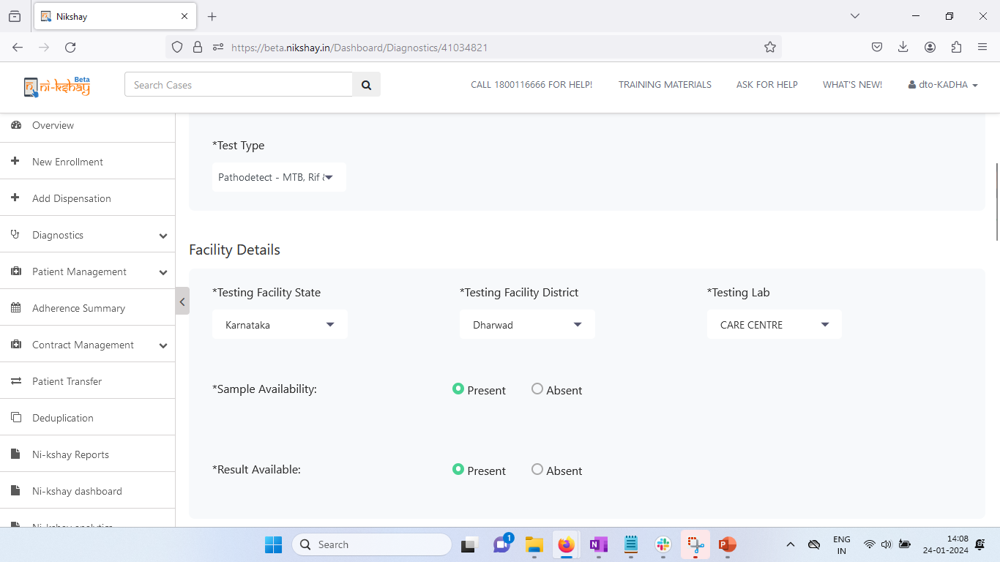 Nikshay
https://beta.nikshay.in/Dashboard/Diagnostics/41034821
Beta
ni-kshay
Search Cases
CALL 1800116666 FOR HELP!
TRAINING MATERIALS
ASK FOR HELP
WHAT'S NEW!
dto-KADHA
Overview
New Enrollment
Add Dispensation
Diagnostics
Patient Management
Adherence Summary
Contract Management
Patient Transfer
Deduplication
Ni-kshay Reports
Ni-kshay dashboard
Ni-kshay analytics
*Test Type
Pathodetect - MTB, Rif &
Facility Details
*Testing Facility State
*Testing Facility District
*Testing Lab
Karnataka
Dharwad
CARE CENTRE
*Sample Availability:
Present
Absent
*Result Available:
Present
Absent
Search
1
ENG
IN
14:08
24-01-2024